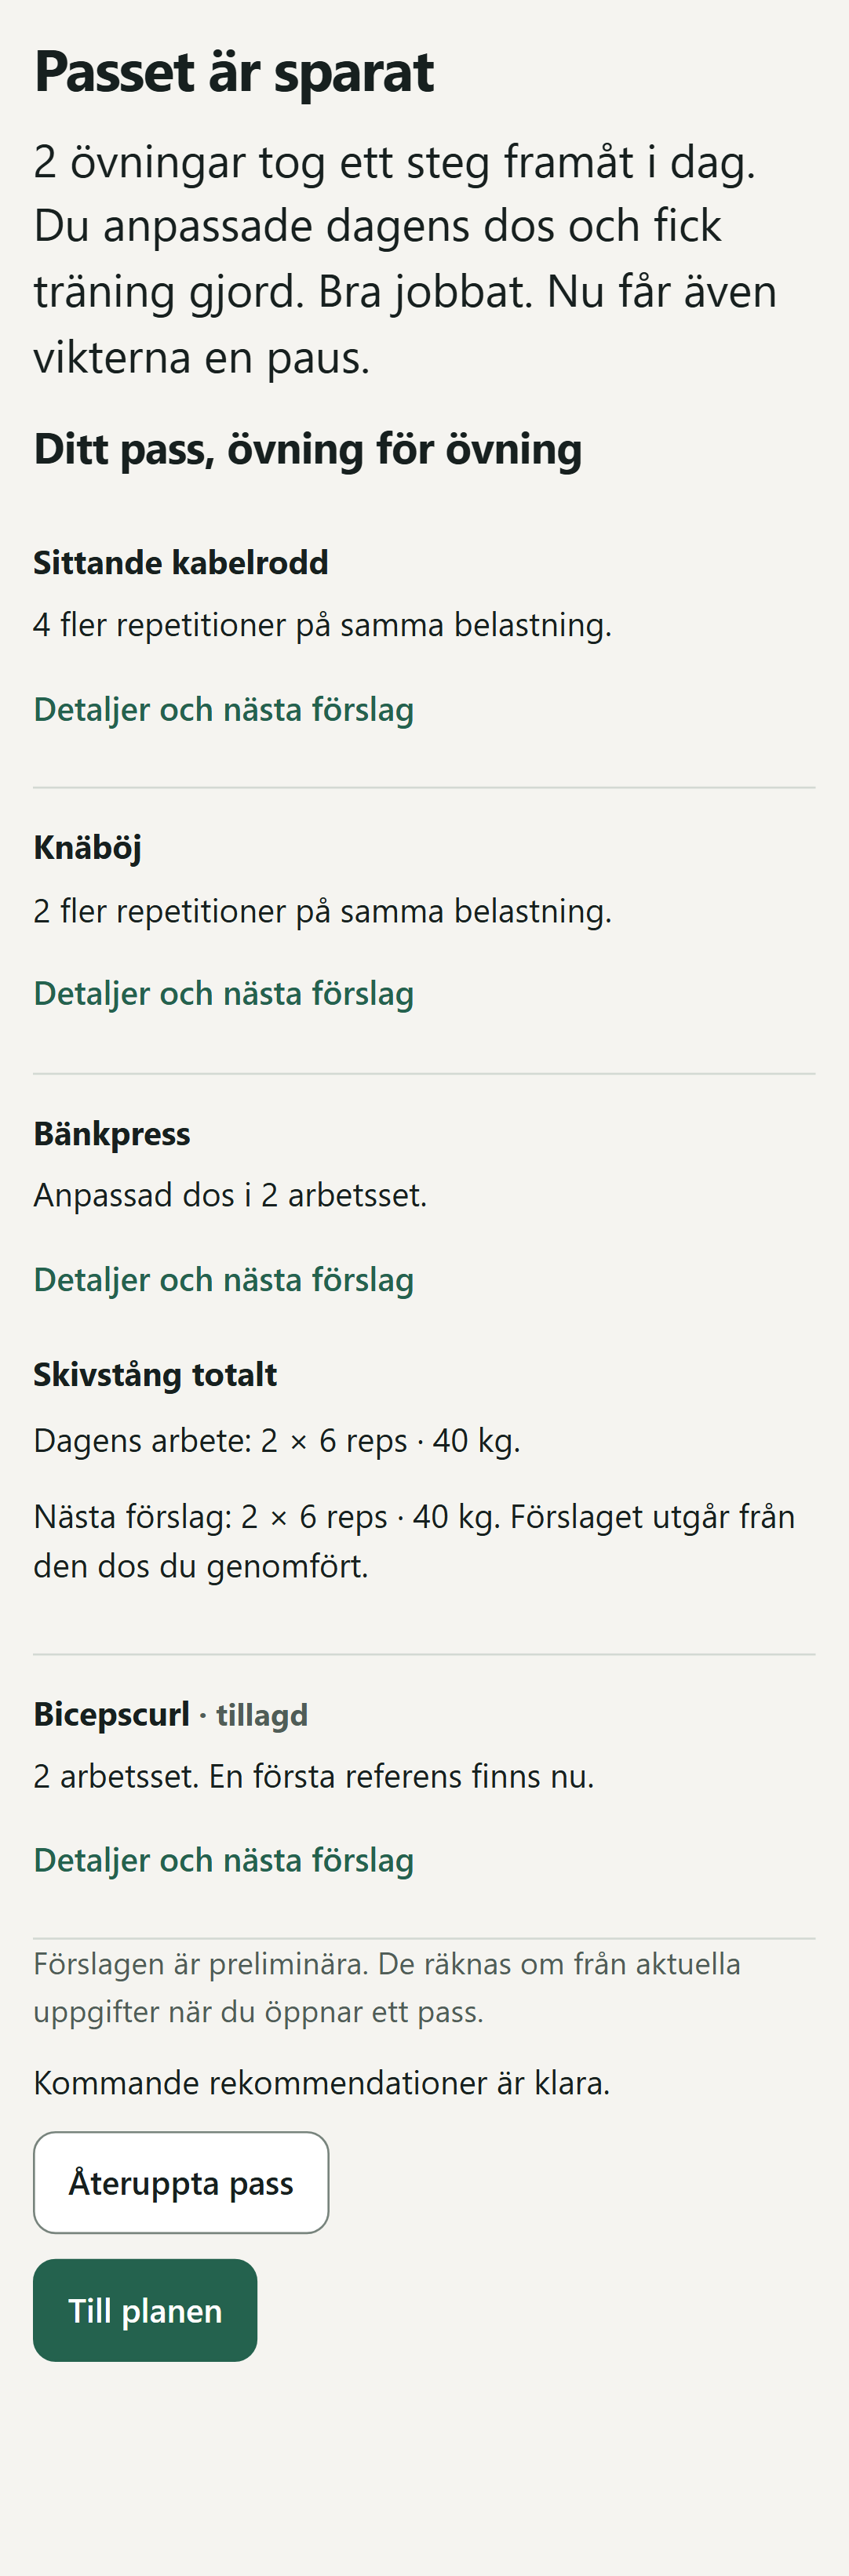 Passet är sparat
2 övningar tog ett steg framåt i dag.
Du anpassade dagens dos och fick
träning gjord. Bra jobbat. Nu får även
vikterna en paus.
Ditt pass, övning för övning
Sittande kabelrodd
4 fler repetitioner på samma belastning.
Detaljer och nästa förslag
Knäböj
2 fler repetitioner på samma belastning.
Detaljer och nästa förslag
Bänkpress
Anpassad dos i 2 arbetsset.
Detaljer och nästa förslag
Skivstång totalt
Dagens arbete: 2 × 6 reps · 40 kg.
Nästa förslag: 2 × 6 reps · 40 kg. Förslaget utgår från
den dos du genomfört.
Bicepscurl · tillagd
2 arbetsset. En första referens finns nu.
Detaljer och nästa förslag
Förslagen är preliminära. De räknas om från aktuella
uppgifter när du öppnar ett pass.
Kommande rekommendationer är klara.
Återuppta pass
Till planen